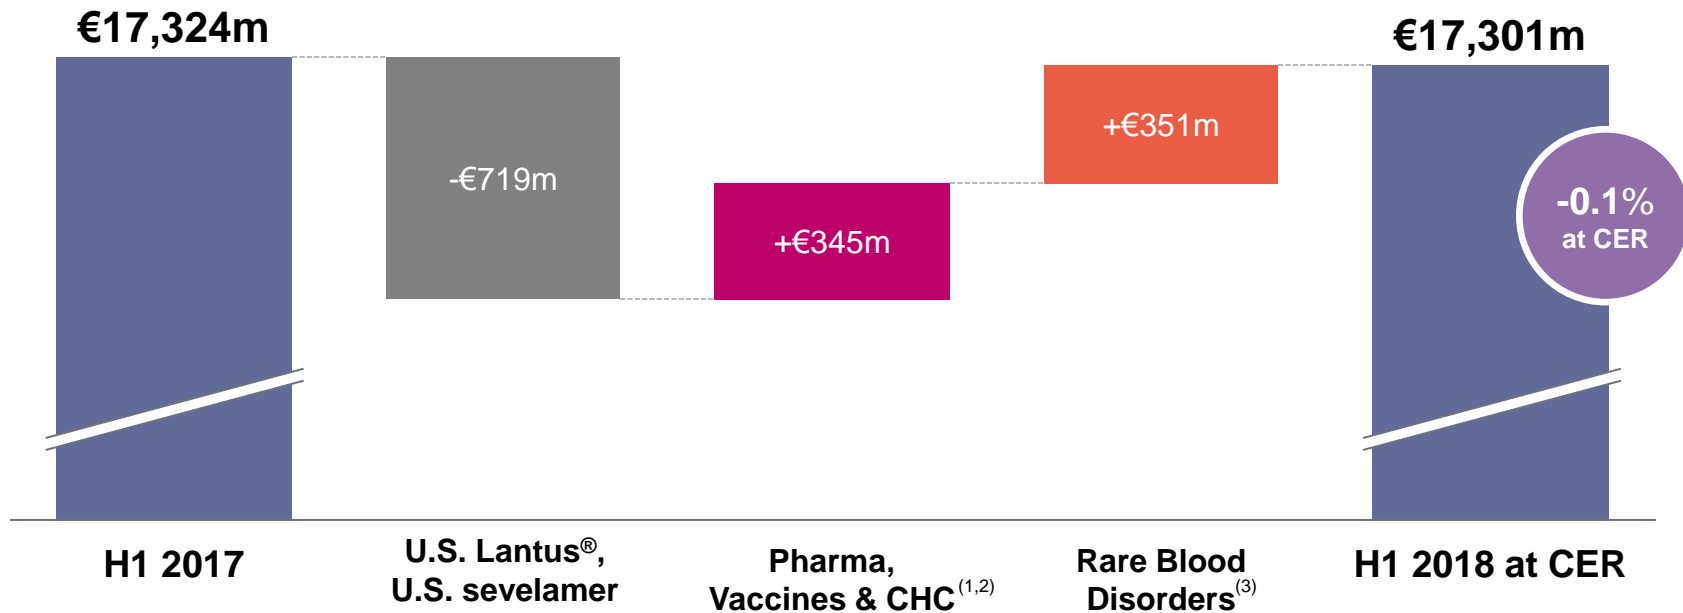 €17,324m
€17,301m
+€351m
-€719m
+€345m
-0.1%
at CER
H1 2017
U.S. Lantus®,
U.S. sevelamer
Pharma,
Vaccines & CHC(1,2)
Rare Blood
Disorders(3)
H1 2018 at CER